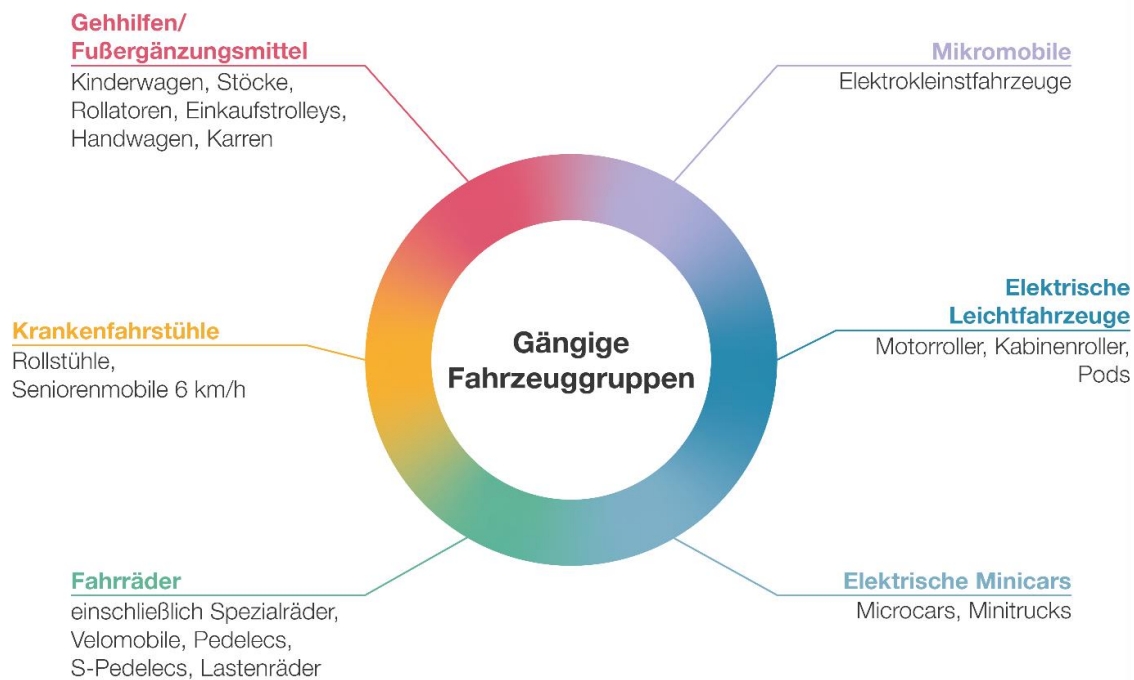 Gehhilfen/
Fußergänzungsmittel
Kinderwagen, Stöcke,
Rollatoren, Einkaufstrolleys,
Handwagen, Karren
Mikromobile
Elektrokleinstfahrzeuge
Elektrische
Leichtfahrzeuge
Motorroller, Kabinenroller,
Pods
Krankenfahrstühle
Rollstühle,
Seniorenmobile 6 km/h
Gängige
Fahrzeuggruppen
Fahrräder
einschließlich Spezialräder,
Velomobile, Pedelecs,
S-Pedelecs, Lastenräder
Elektrische Minicars
Microcars, Minitrucks